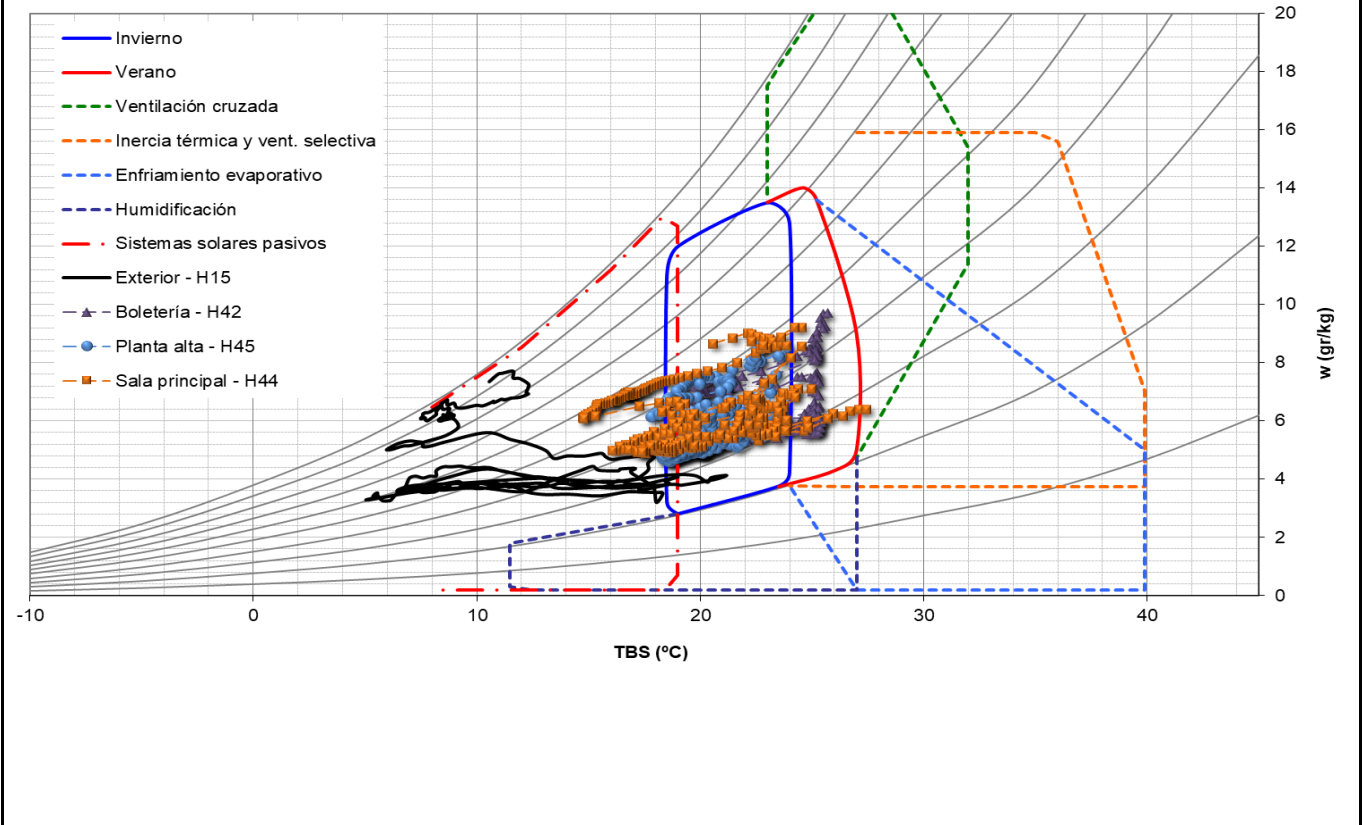 Invierno
Verano
Ventilación cruzada
Inercia térmica y vent. selectiva
Enfriamiento evaporativo
Humidificación
Sistemas solares pasivos
Exterior - H15
Boletería - H42
Planta alta - H45
Sala principal - H44
20
18
16
14
12
10
8
6
4
2
0
w (gr/kg)
-10
0
10
20
30
40
TBS (ºC)